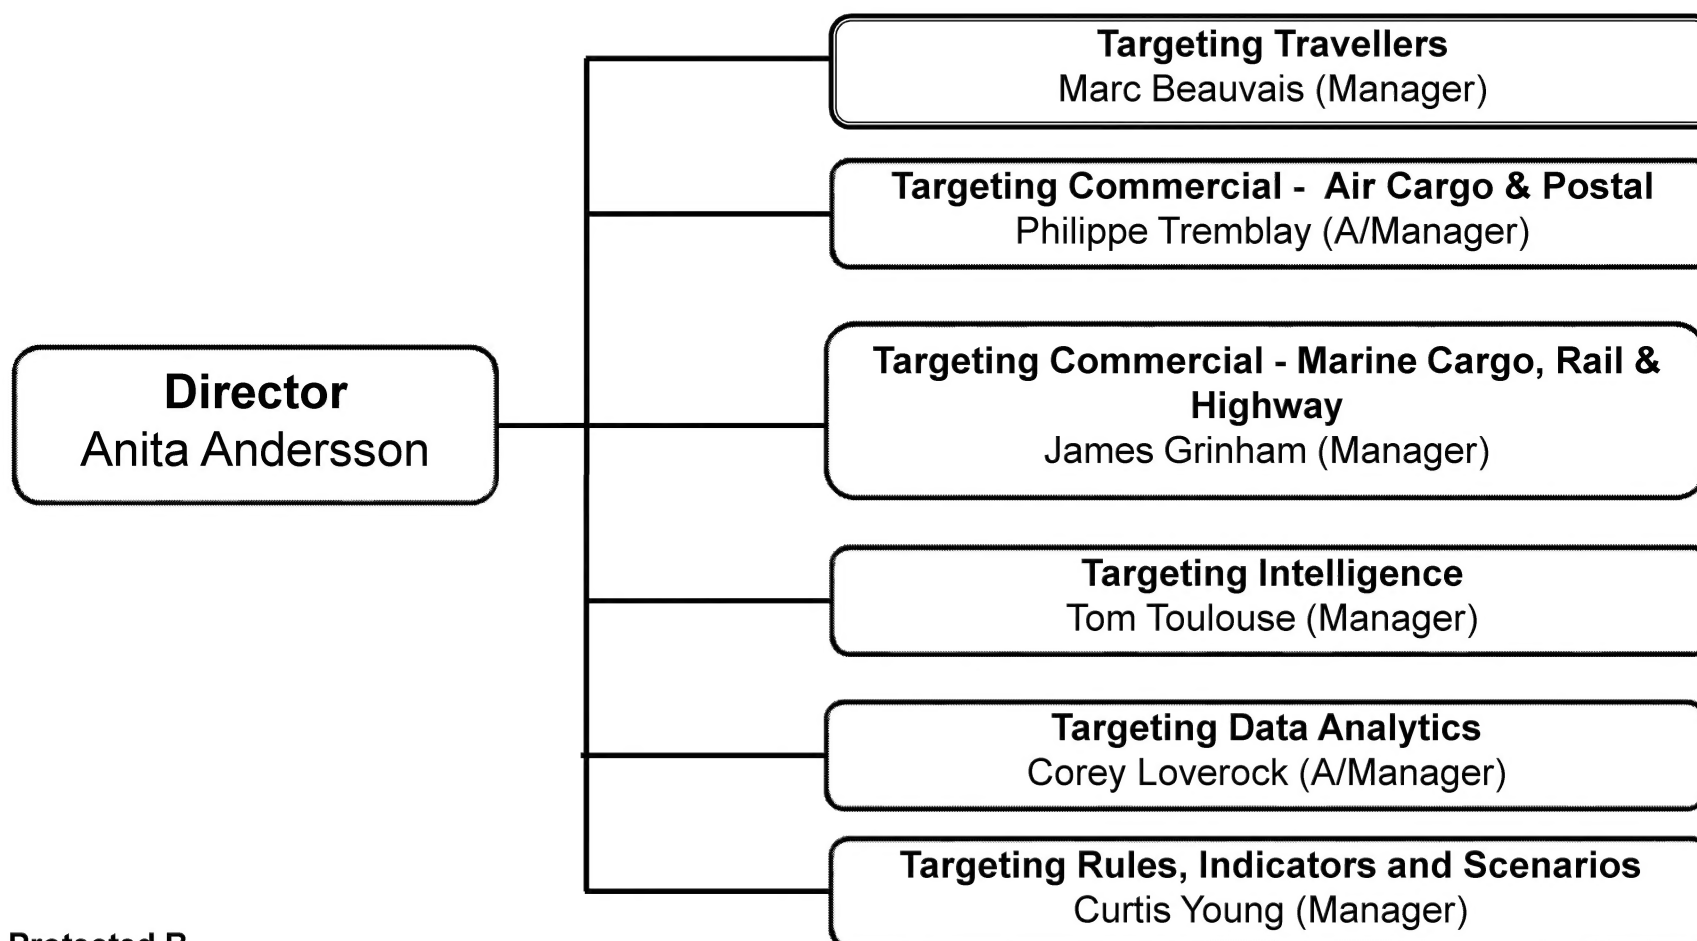 Targeting Travellers
Marc Beauvais (Manager)
Targeting Commercial -  Air Cargo & Postal
Philippe Tremblay (A/Manager)
Director
Anita Andersson
Targeting Commercial - Marine Cargo, Rail &
Highway
James Grinham (Manager)
Targeting Intelligence
Tom Toulouse (Manager)
Targeting Data Analytics
Corey Loverock (A/Manager)
Targeting Rules, Indicators and Scenarios
Curtis Young (Manager)
Protected B